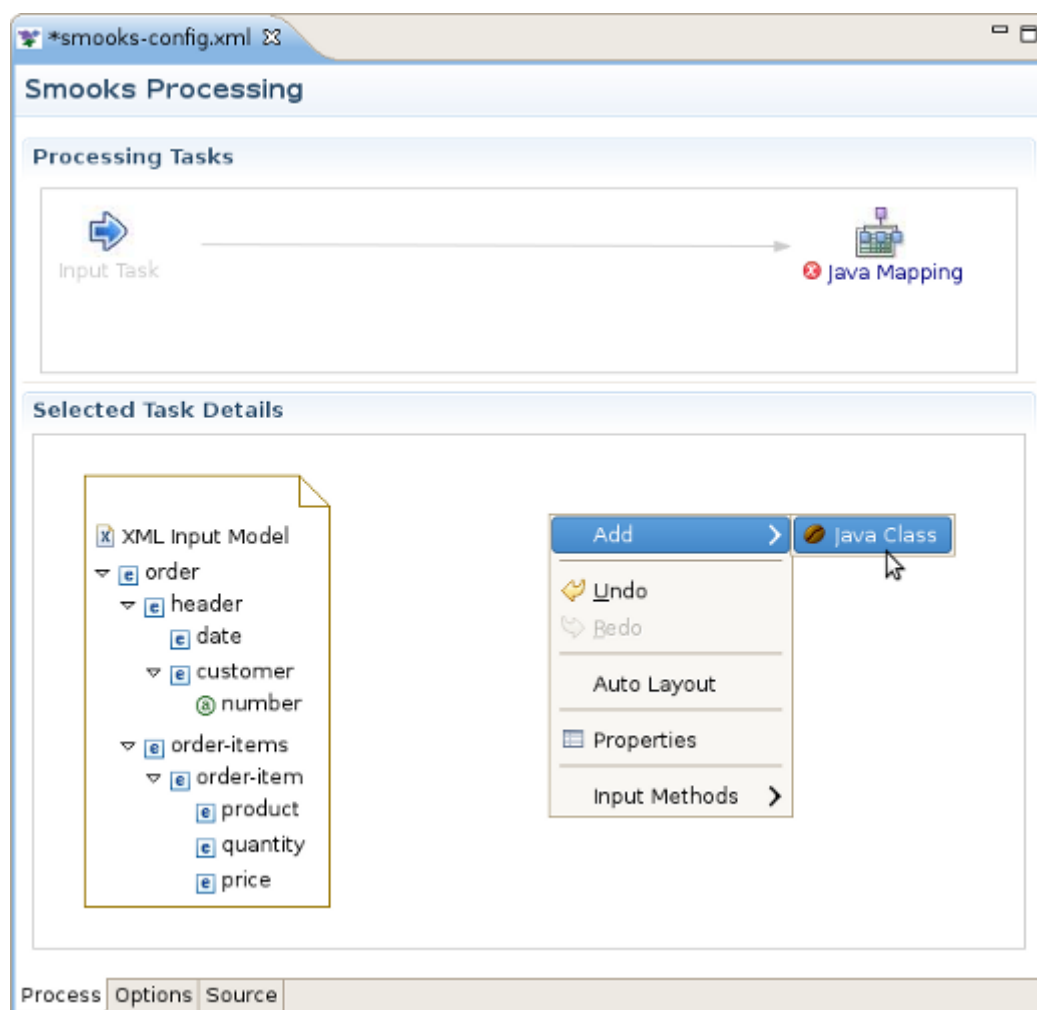 *smooks-config.xml
Smooks Processing
Processing Tasks
Input Task
Java Mapping
Selected Task Details
XML Input Model
order
header
date
customer
number
order-items
order-item
product
quantity
price
Add
Java Class
Undo
Redo
Auto Layout
Properties
Input Methods
Process Options Source